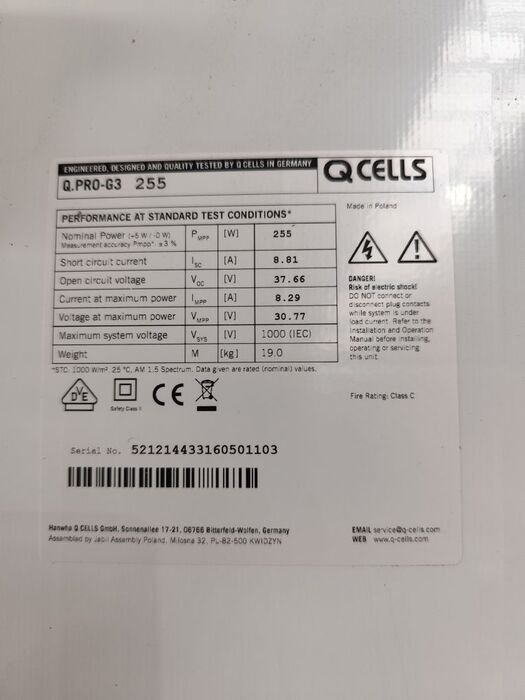 ENGINEERED, DESIGNED AND QUALITY TESTED BY Q CELLS IN GERMANY
Q CELLS
Q.PRO-G3 255
PERFORMANCE AT STANDARD TEST CONDITIONS*
Nominal Power (+5 W / -0 W) PMPP [W] 255
Measurement accuracy Pmpp* ±3 %
Short circuit current ISC [A] 8.81
Open circuit voltage VOC [V] 37.66
Current at maximum power IMPP [A] 8.29
Voltage at maximum power VMPP [V] 30.77
Maximum system voltage VSYS [V] 1000 (IEC)
Weight M [kg] 19.0
*STC: 1000 W/m², 25 °C, AM 1.5 Spectrum. Data given are rated (nominal) values.
Made in Poland
DANGER!
Risk of electric shock!
DO NOT connect or
disconnect plug contacts
while system is under
load current. Refer to the
Installation and Operation
Manual before installing,
operating or servicing
this unit.
DVE
Safety Class II
CE
Fire Rating: Class C
Serial No. 521214433160501103
Hanwha Q CELLS GmbH, Sonnenallee 17-21, 06766 Bitterfeld-Wolfen, Germany
Assembled by Jabil Assembly Poland, Milosna 32, PL-82-500 KWIDZYN
EMAIL service@q-cells.com
WEB www.q-cells.com